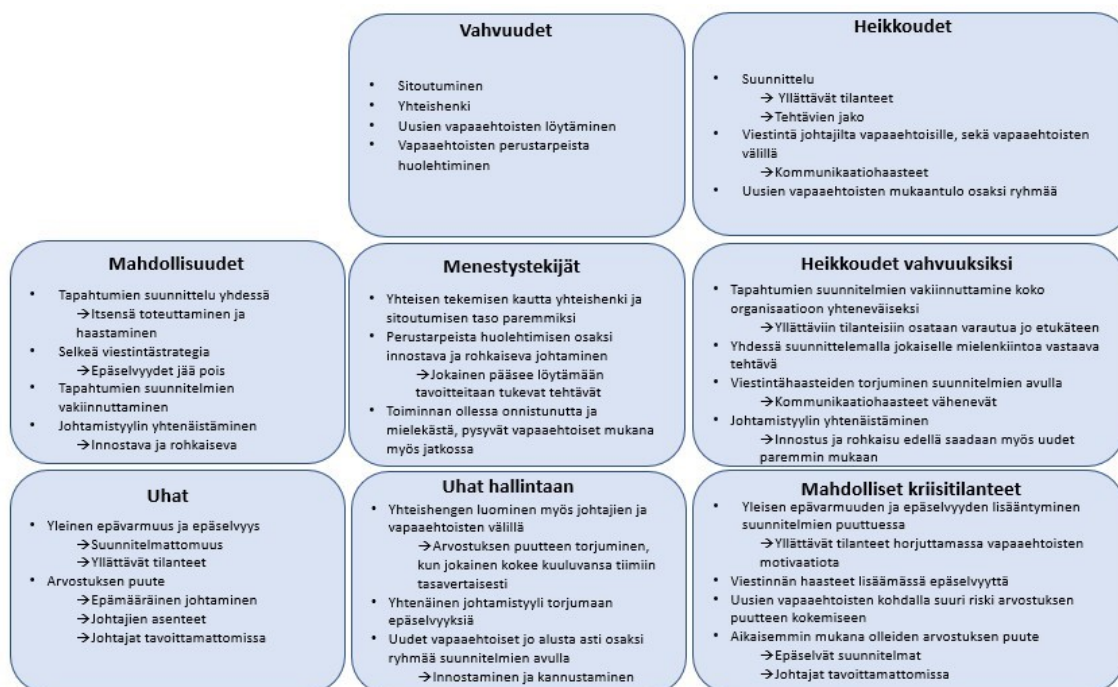 Vahvuudet
• Sitoutuminen
• Yhteishenki
• Uusien vapaaehtoisten löytäminen
• Vapaaehtoisten perustarpeista
huolehtiminen
Heikkoudet
• Suunnittelu
→ Yllättävät tilanteet
→ Tehtävien jako
• Viestintä johtajilta vapaaehtoisille, sekä vapaaehtoisten
välillä
→ Kommunikaatiohaasteet
• Uusien vapaaehtoisten mukaantulo osaksi ryhmää
Mahdollisuudet
• Tapahtumien suunnittelu yhdessä
→ Itsensä toteuttaminen ja
haastaminen
• Selkeä viestintästrategia
→ Epäselvyydet jää pois
• Tapahtumien suunnitelmien
vakiinnuttaminen
• Johtamistyylin yhtenäistäminen
→ Innostava ja rohkaiseva
Menestystekijät
• Yhteisen tekemisen kautta yhteishenki ja
sitoutumisen taso paremmiksi
• Perustarpeista huolehtimisen osaksi
innostava ja rohkaiseva johtaminen
→ Jokainen pääsee löytämään
tavoitteitaan tukevat tehtävät
• Toiminnan ollessa onnistunutta ja
mielekästä, pysyvät vapaaehtoiset mukana
myös jatkossa
Heikkoudet vahvuuksiksi
• Tapahtumien suunnitelmien vakiinnuttamine koko
organisaatioon yhteneväiseksi
→ Yllättäviin tilanteisiin osataan varautua jo etukäteen
• Yhdessä suunnittelemalla jokaiselle mielenkiintoa vastaava
tehtävä
• Viestintähaasteiden torjuminen suunnitelmien avulla
→ Kommunikaatiohaasteet vähenevät
• Johtamistyylin yhtenäistäminen
→ Innostus ja rohkaisu edellä saadaan myös uudet
paremmin mukaan
Uhat
• Yleinen epävarmuus ja epäselvyys
→ Suunnitelmattomuus
→ Yllättävät tilanteet
• Arvostuksen puute
→ Epämääräinen johtaminen
→ Johtajien asenteet
→ Johtajat tavoittamattomissa
Uhat hallintaan
• Yhteishengen luominen myös johtajien ja
vapaaehtoisten välillä
→ Arvostuksen puutteen torjuminen,
kun jokainen kokee kuuluvansa tiimiin
tasavertaisesti
• Yhtenäinen johtamistyyli torjumaan
epäselvyyksiä
• Uudet vapaaehtoiset jo alusta asti osaksi
ryhmää suunnitelmien avulla
→ Innostaminen ja kannustaminen
Mahdolliset kriisitilanteet
• Yleisen epävarmuuden ja epäselvyyden lisääntyminen
suunnitelmien puuttuessa
→ Yllättävät tilanteet horjuttamassa vapaaehtoisten
motivaatiota
• Viestinnän haasteet lisäämässä epäselvyyttä
• Uusien vapaaehtoisten kohdalla suuri riski arvostuksen
puutteen kokemiseen
• Aikaisemmin mukana olleiden arvostuksen puute
→ Epäselvät suunnitelmat
→ Johtajat tavoittamattomissa